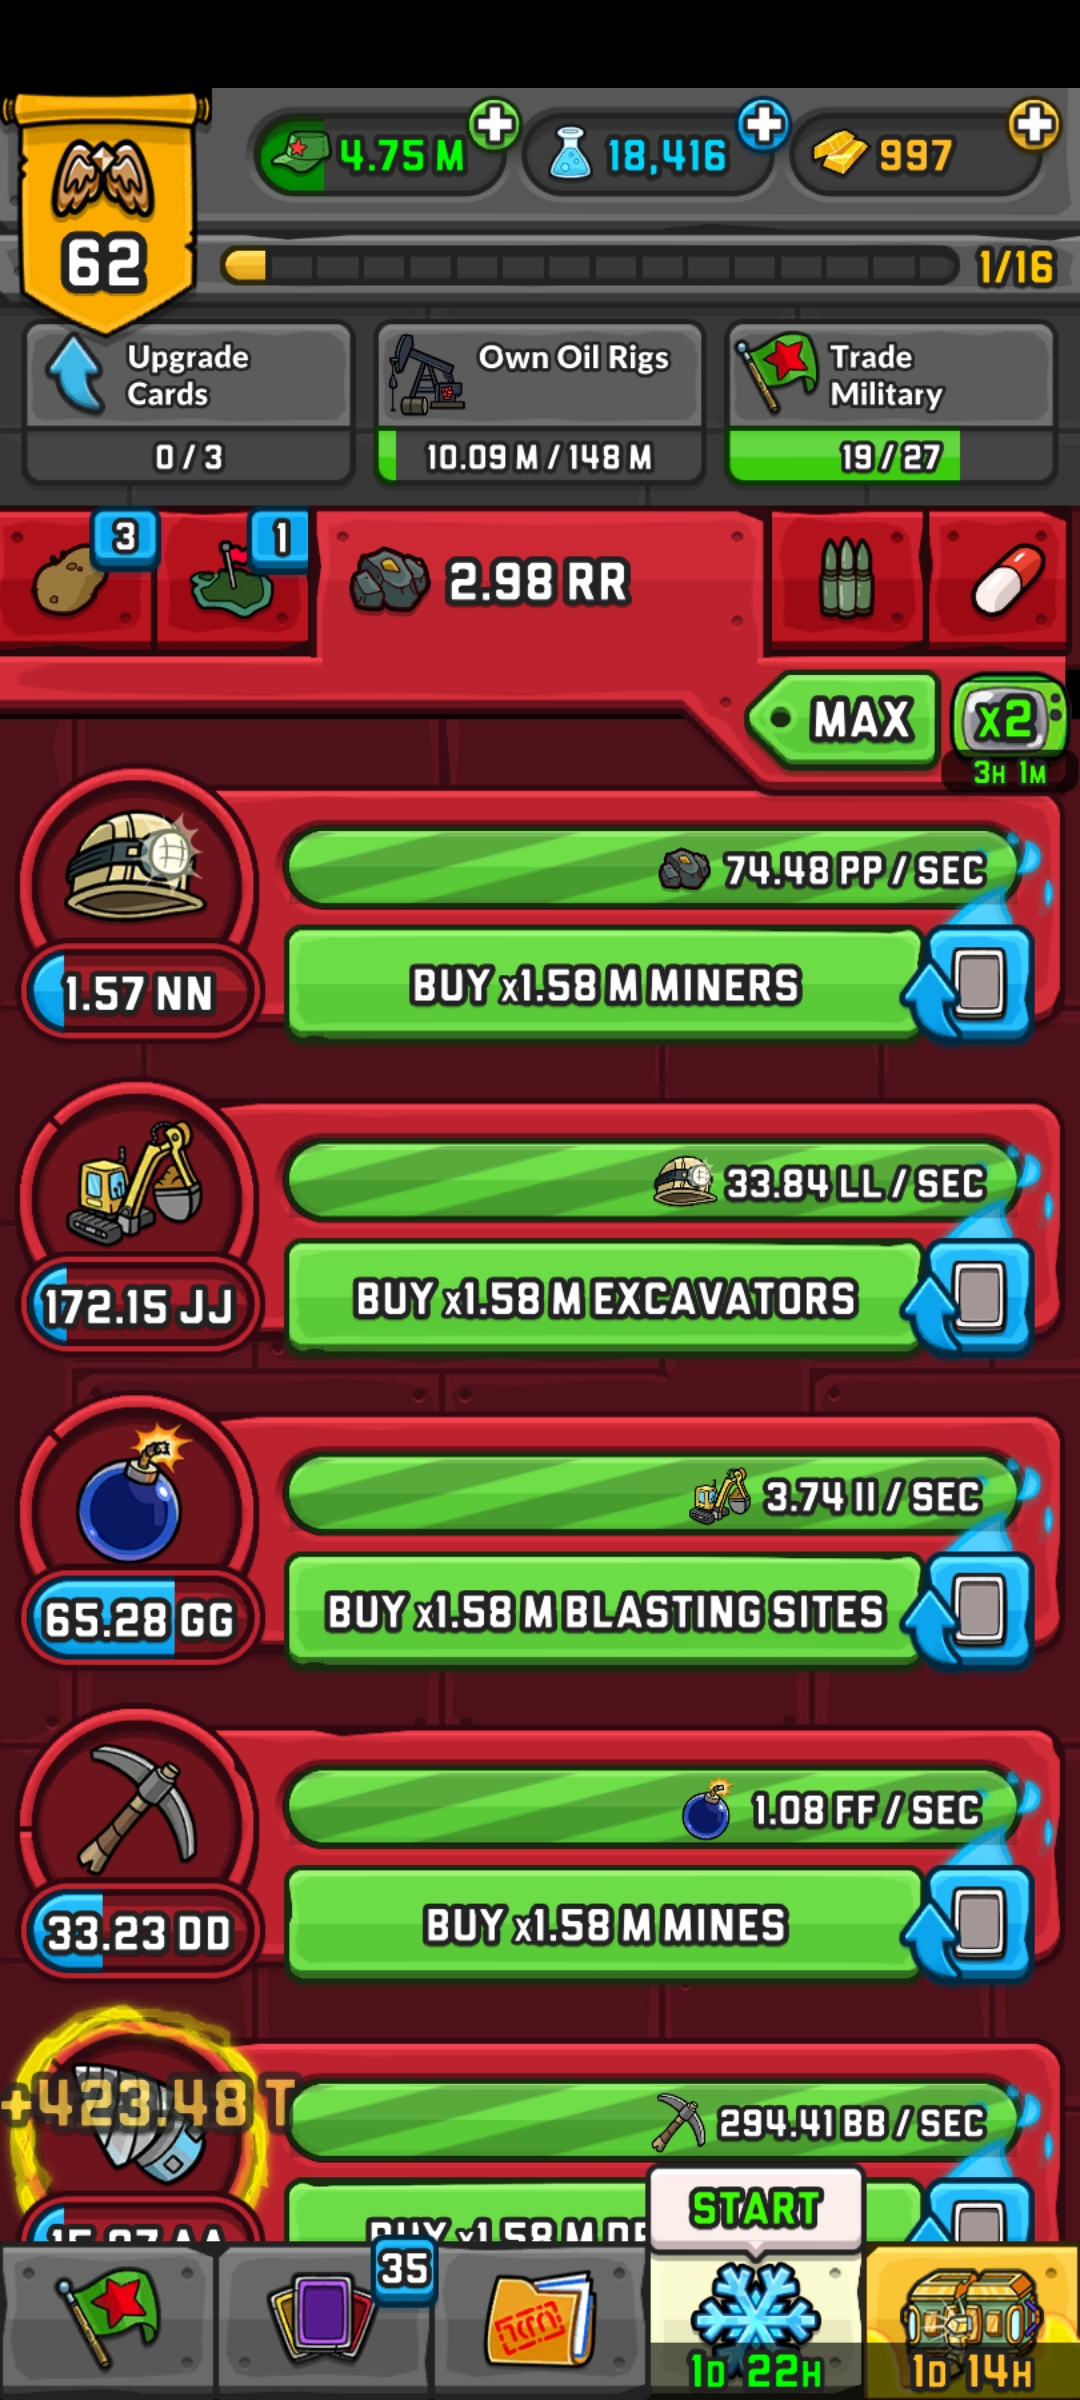 4.75 M
18,416
997
62
1/16
Upgrade
Cards
0 / 3
Own Oil Rigs
10.09 M / 148 M
Trade
Military
19 / 27
3
1
2.98 RR
MAX
x2
3H 1M
74.48 PP / SEC
1.57 NN
BUY x1.58 M MINERS
33.84 LL / SEC
172.15 JJ
BUY x1.58 M EXCAVATORS
3.74 II / SEC
65.28 GG
BUY x1.58 M BLASTING SITES
1.08 FF / SEC
33.23 DD
BUY x1.58 M MINES
+423.48 T
294.41 BB / SEC
BUY x1.58 M
START
35
1D 22H
1D 14H